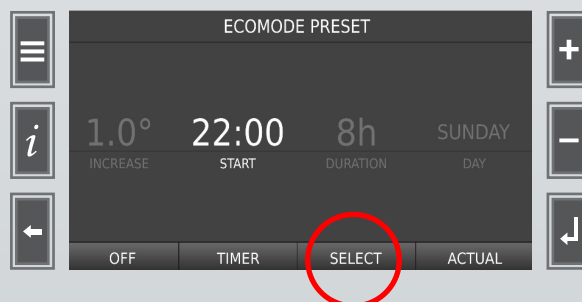 ECOMODE PRESET
1.0° 22:00 8h SUNDAY
INCREASE START DURATION DAY
i
OFF TIMER SELECT ACTUAL